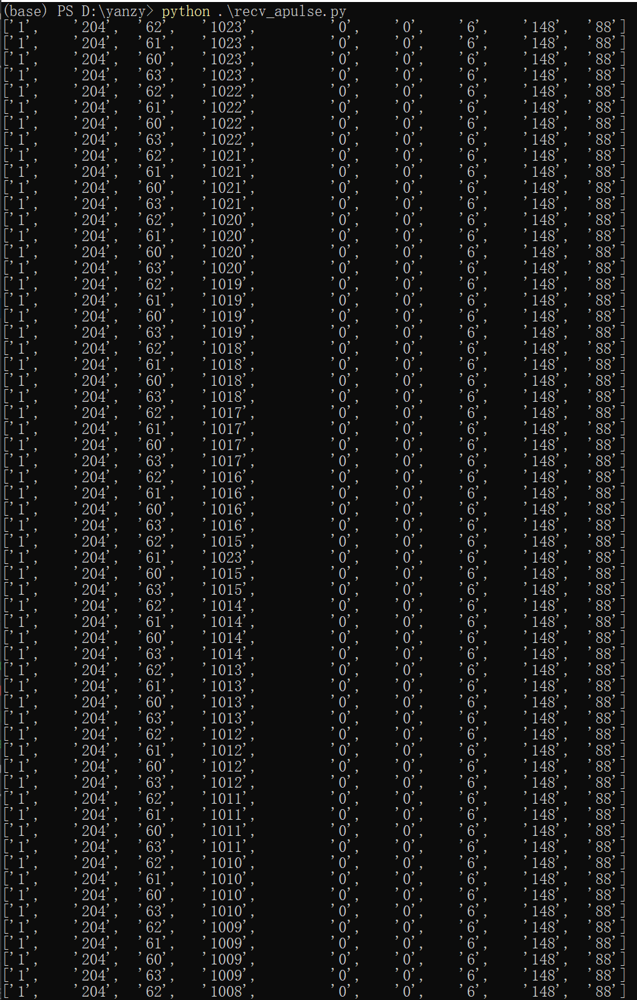 (base) PS D:\yanzy> python .\recv_apulse.py
['1', '204', '62', '1023', '0', '0', '6', '148', '88']
['1', '204', '61', '1023', '0', '0', '6', '148', '88']
['1', '204', '60', '1023', '0', '0', '6', '148', '88']
['1', '204', '63', '1023', '0', '0', '6', '148', '88']
['1', '204', '62', '1022', '0', '0', '6', '148', '88']
['1', '204', '61', '1022', '0', '0', '6', '148', '88']
['1', '204', '60', '1022', '0', '0', '6', '148', '88']
['1', '204', '63', '1022', '0', '0', '6', '148', '88']
['1', '204', '62', '1021', '0', '0', '6', '148', '88']
['1', '204', '61', '1021', '0', '0', '6', '148', '88']
['1', '204', '60', '1021', '0', '0', '6', '148', '88']
['1', '204', '63', '1021', '0', '0', '6', '148', '88']
['1', '204', '62', '1020', '0', '0', '6', '148', '88']
['1', '204', '61', '1020', '0', '0', '6', '148', '88']
['1', '204', '60', '1020', '0', '0', '6', '148', '88']
['1', '204', '63', '1020', '0', '0', '6', '148', '88']
['1', '204', '62', '1019', '0', '0', '6', '148', '88']
['1', '204', '61', '1019', '0', '0', '6', '148', '88']
['1', '204', '60', '1019', '0', '0', '6', '148', '88']
['1', '204', '63', '1019', '0', '0', '6', '148', '88']
['1', '204', '62', '1018', '0', '0', '6', '148', '88']
['1', '204', '61', '1018', '0', '0', '6', '148', '88']
['1', '204', '60', '1018', '0', '0', '6', '148', '88']
['1', '204', '63', '1018', '0', '0', '6', '148', '88']
['1', '204', '62', '1017', '0', '0', '6', '148', '88']
['1', '204', '61', '1017', '0', '0', '6', '148', '88']
['1', '204', '60', '1017', '0', '0', '6', '148', '88']
['1', '204', '63', '1017', '0', '0', '6', '148', '88']
['1', '204', '62', '1016', '0', '0', '6', '148', '88']
['1', '204', '61', '1016', '0', '0', '6', '148', '88']
['1', '204', '60', '1016', '0', '0', '6', '148', '88']
['1', '204', '63', '1016', '0', '0', '6', '148', '88']
['1', '204', '62', '1015', '0', '0', '6', '148', '88']
['1', '204', '61', '1023', '0', '0', '6', '148', '88']
['1', '204', '60', '1015', '0', '0', '6', '148', '88']
['1', '204', '63', '1015', '0', '0', '6', '148', '88']
['1', '204', '62', '1014', '0', '0', '6', '148', '88']
['1', '204', '61', '1014', '0', '0', '6', '148', '88']
['1', '204', '60', '1014', '0', '0', '6', '148', '88']
['1', '204', '63', '1014', '0', '0', '6', '148', '88']
['1', '204', '62', '1013', '0', '0', '6', '148', '88']
['1', '204', '61', '1013', '0', '0', '6', '148', '88']
['1', '204', '60', '1013', '0', '0', '6', '148', '88']
['1', '204', '63', '1013', '0', '0', '6', '148', '88']
['1', '204', '62', '1012', '0', '0', '6', '148', '88']
['1', '204', '61', '1012', '0', '0', '6', '148', '88']
['1', '204', '60', '1012', '0', '0', '6', '148', '88']
['1', '204', '63', '1012', '0', '0', '6', '148', '88']
['1', '204', '62', '1011', '0', '0', '6', '148', '88']
['1', '204', '61', '1011', '0', '0', '6', '148', '88']
['1', '204', '60', '1011', '0', '0', '6', '148', '88']
['1', '204', '63', '1011', '0', '0', '6', '148', '88']
['1', '204', '62', '1010', '0', '0', '6', '148', '88']
['1', '204', '61', '1010', '0', '0', '6', '148', '88']
['1', '204', '60', '1010', '0', '0', '6', '148', '88']
['1', '204', '63', '1010', '0', '0', '6', '148', '88']
['1', '204', '62', '1009', '0', '0', '6', '148', '88']
['1', '204', '61', '1009', '0', '0', '6', '148', '88']
['1', '204', '60', '1009', '0', '0', '6', '148', '88']
['1', '204', '63', '1009', '0', '0', '6', '148', '88']
['1', '204', '62', '1008', '0', '0', '6', '148', '88']